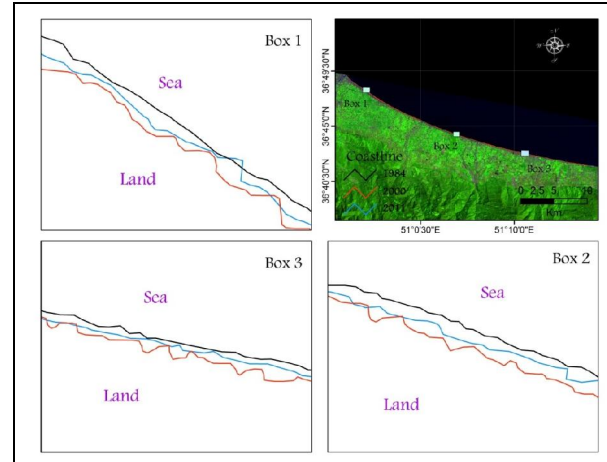 Box 1
Sea
Land
36°49'30"N
36°45'0"N
36°40'30"N
Box 1
Box 2
Box 3
Coastline
1984
2000
2011
0 2.5 5 10
Km
51°0'30"E
51°10'0"E
Box 3
Sea
Land
Box 2
Sea
Land